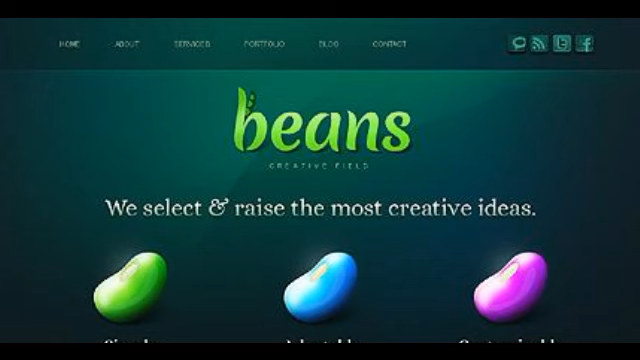 HOME ABOUT SERVICES PORTFOLIO BLOG CONTACT
beans
CREATIVE FIELD
We select & raise the most creative ideas.